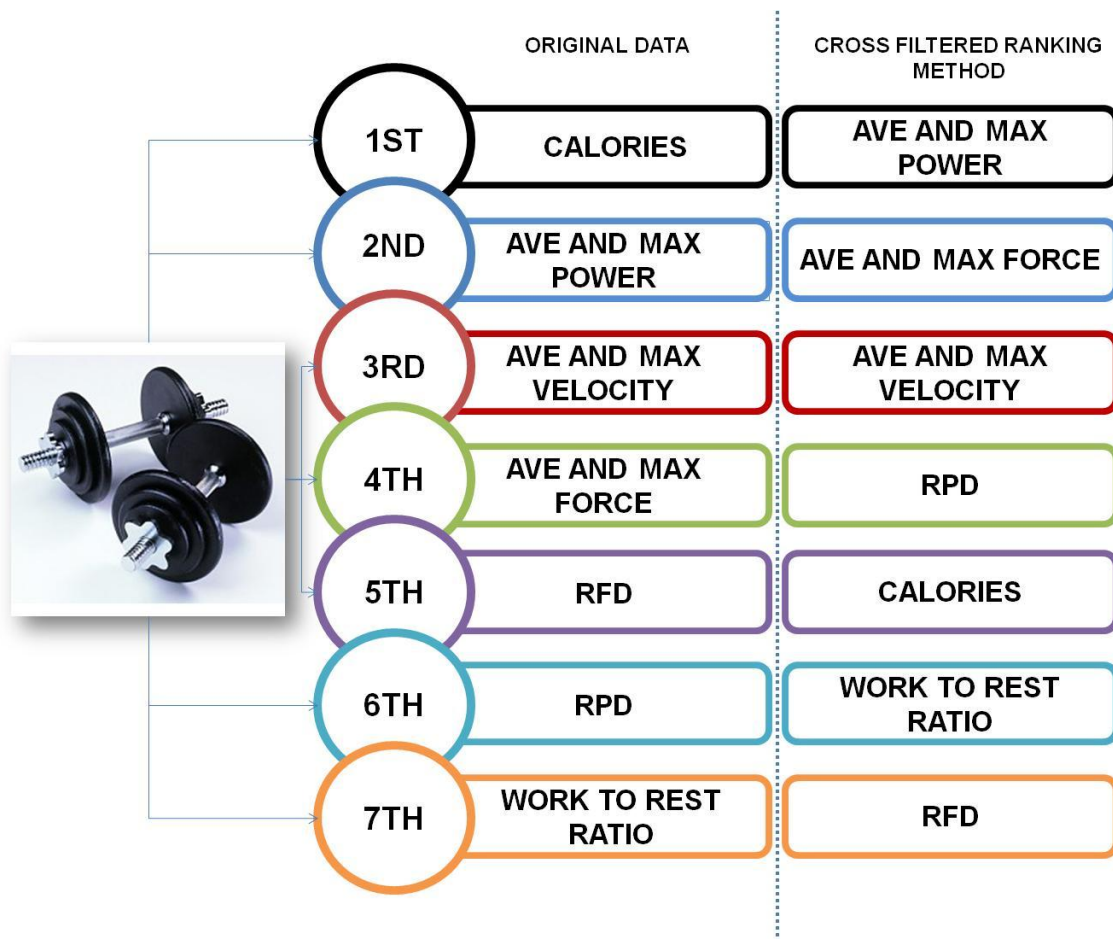 ORIGINAL DATA
CROSS FILTERED RANKING
METHOD
1ST
CALORIES
AVE AND MAX
POWER
2ND
AVE AND MAX
POWER
AVE AND MAX FORCE
3RD
AVE AND MAX
VELOCITY
AVE AND MAX
VELOCITY
4TH
AVE AND MAX
FORCE
RPD
5TH
RFD
CALORIES
6TH
RPD
WORK TO REST
RATIO
7TH
WORK TO REST
RATIO
RFD